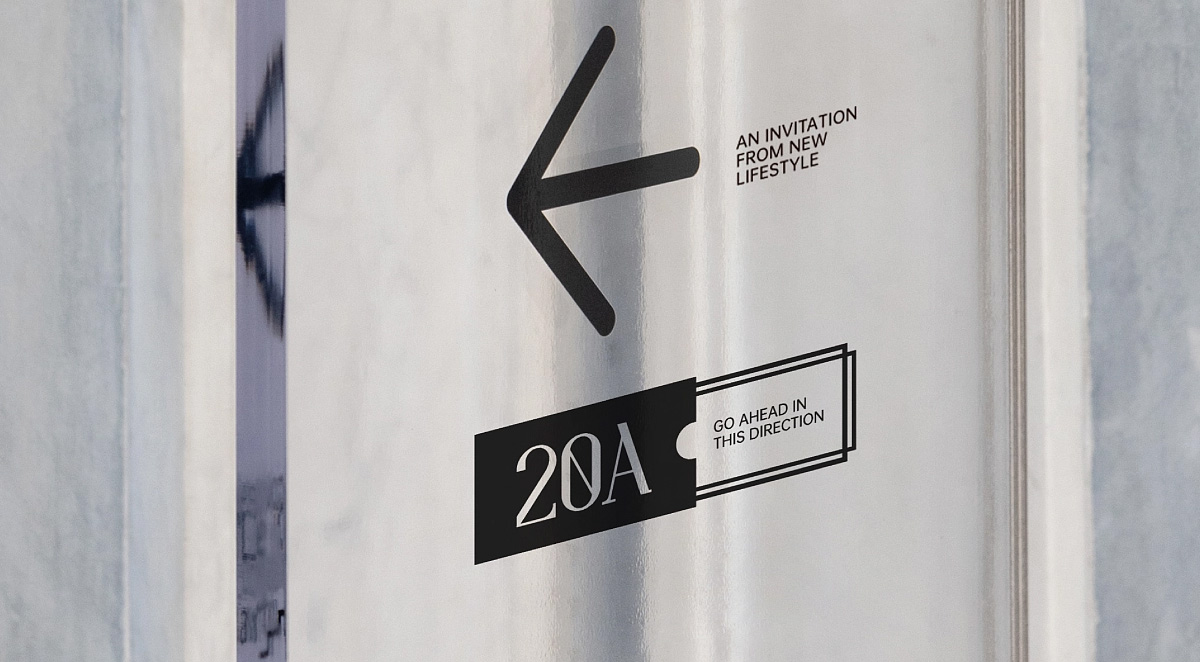 AN INVITATION
FROM NEW
LIFESTYLE
20A
GO AHEAD IN
THIS DIRECTION